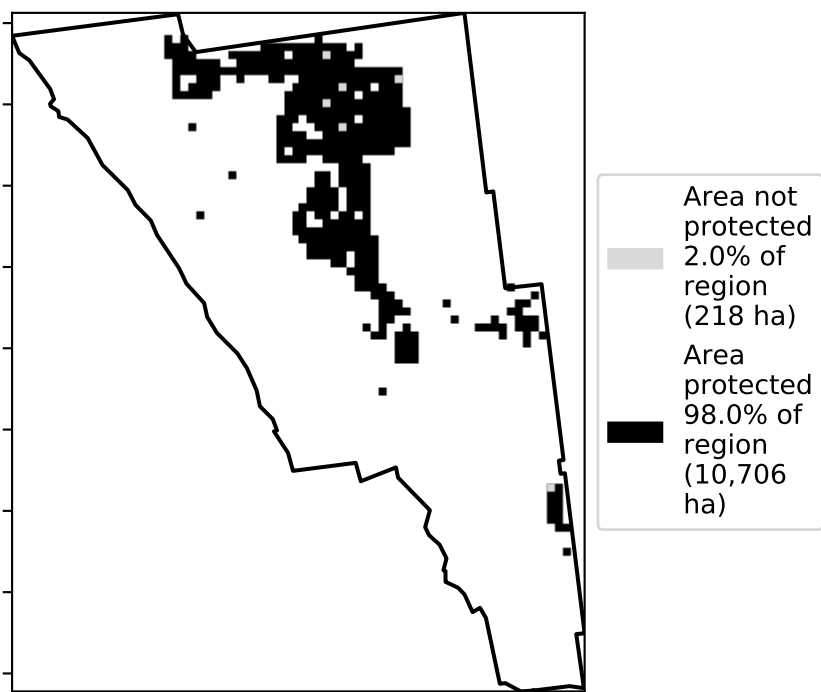 Area not
protected
2.0% of
region
(218 ha)
Area
protected
98.0% of
region
(10,706
ha)